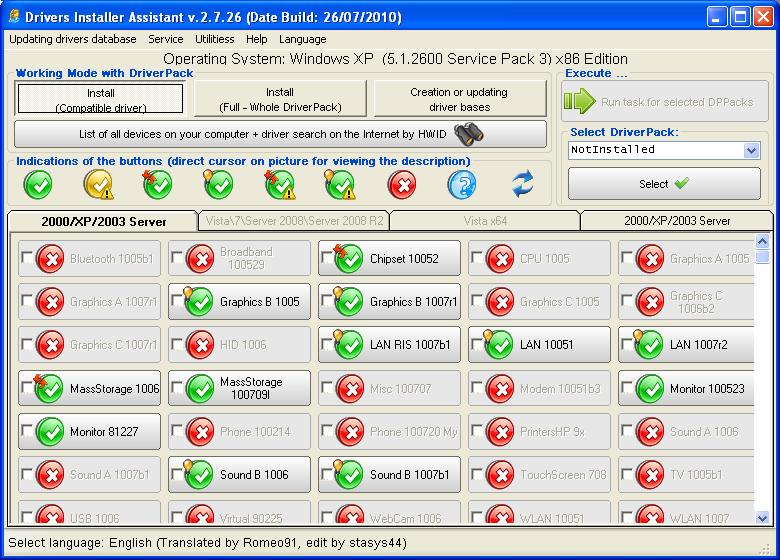 Drivers Installer Assistant v.2.7.26 (Date Build: 26/07/2010)
Updating drivers database Service Utilitiess Help Language
Operating System: Windows XP (5.1.2600 Service Pack 3) x86 Edition
Working Mode with DriverPack
Execute ...
Install
(Compatible driver)
Install
(Full - Whole DriverPack)
Creation or updating
driver bases
Run task for selected DPPacks
List of all devices on your computer + driver search on the Internet by HWID
Select DriverPack:
NotInstalled
Indications of the buttons (direct cursor on picture for viewing the description)
Select
2000/XP/2003 Server
Vista\7\Server 2008\Server 2008 R2
Vista x64
2000/XP/2003 Server
Bluetooth 1005b1
Broadband
100529
Chipset 10052
CPU 1005
Graphics A 1005
Graphics A 1007r1
Graphics B 1005
Graphics B 1007r1
Graphics C 1005
Graphics C
1006b2
Graphics C 1007r1
HID 1006
LAN RIS 1007b1
LAN 10051
LAN 1007r2
MassStorage 1006
MassStorage
100709l
Misc 100707
Modem 10051b3
Monitor 100523
Monitor 81227
Phone 100214
Phone 100720 My
PrintersHP 9x
Sound A 1006
Sound A 1007b1
Sound B 1006
Sound B 1007b1
TouchScreen 708
TV 1005b1
USB 1006
Virtual 90225
WebCam 1006
WLAN 10051
WLAN 1007
Select language: English (Translated by Romeo91, edit by stasys44)